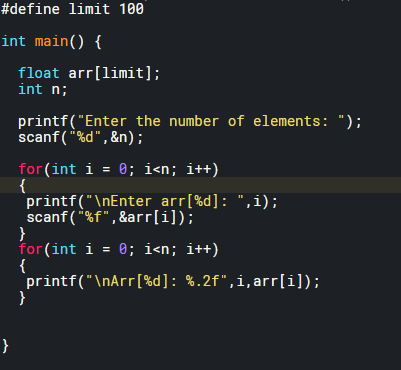 #define limit 100
int main() {
float arr[limit];
int n;
printf("Enter the number of elements: ");
scanf("%d",&n);
for(int i = 0; i<n; i++)
{
printf("\nEnter arr[%d]: ",i);
scanf("%f",&arr[i]);
}
for(int i = 0; i<n; i++)
{
printf("\nArr[%d]: %.2f",i,arr[i]);
}
}